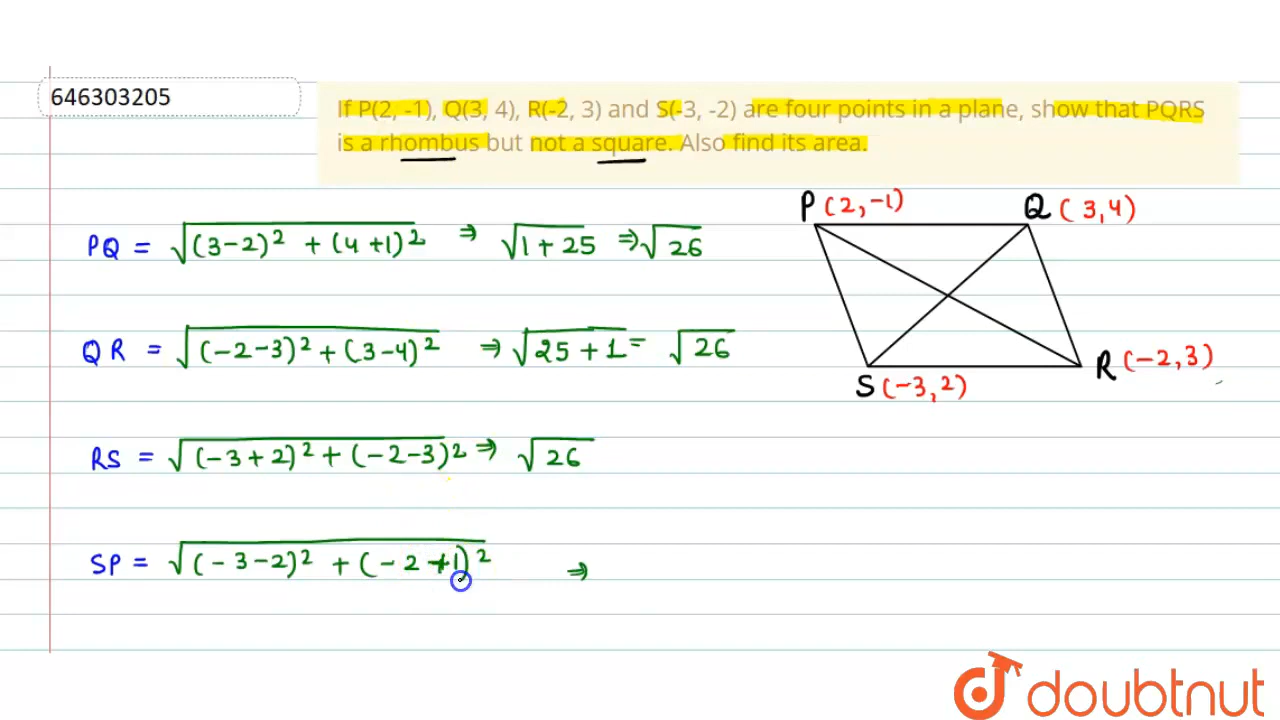 646303205
If P(2, -1), Q(3, 4), R(-2, 3) and S(-3, -2) are four points in a plane, show that PQRS
is a rhombus but not a square. Also find its area.
P (2,-1) Q (3,4)
PQ = √(3-2)² + (4+1)² ⇒ √1+25 ⇒ √26
QR = √(-2-3)² + (3-4)² ⇒ √25+1 = √26
S (-3,2) R (-2,3)
RS = √(-3+2)² + (-2-3)² ⇒ √26
SP = √(-3-2)² + (-2+1)² ⇒
doubtnut